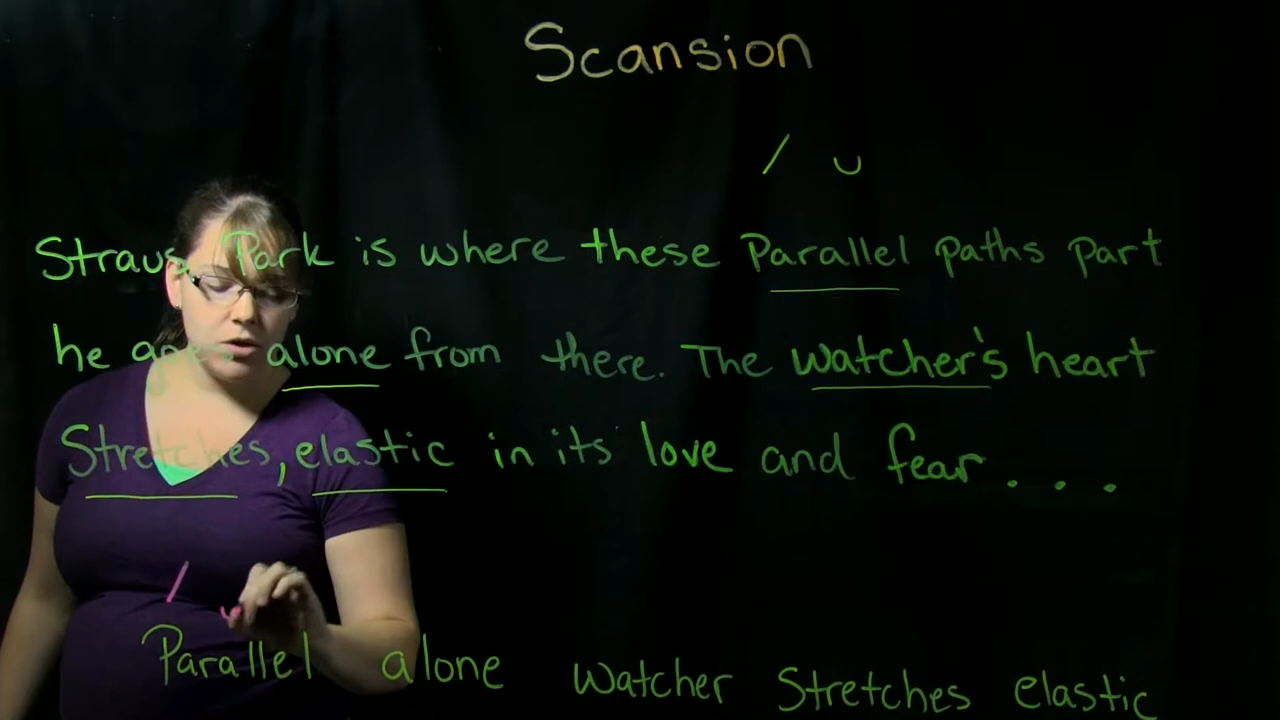 Scansion
/ ∪
Straus Park is where these Parallel paths part
he goes alone from there. The watcher's heart
Stretches, elastic in its love and fear . . .
/ ∪
Parallel alone watcher Stretches elastic